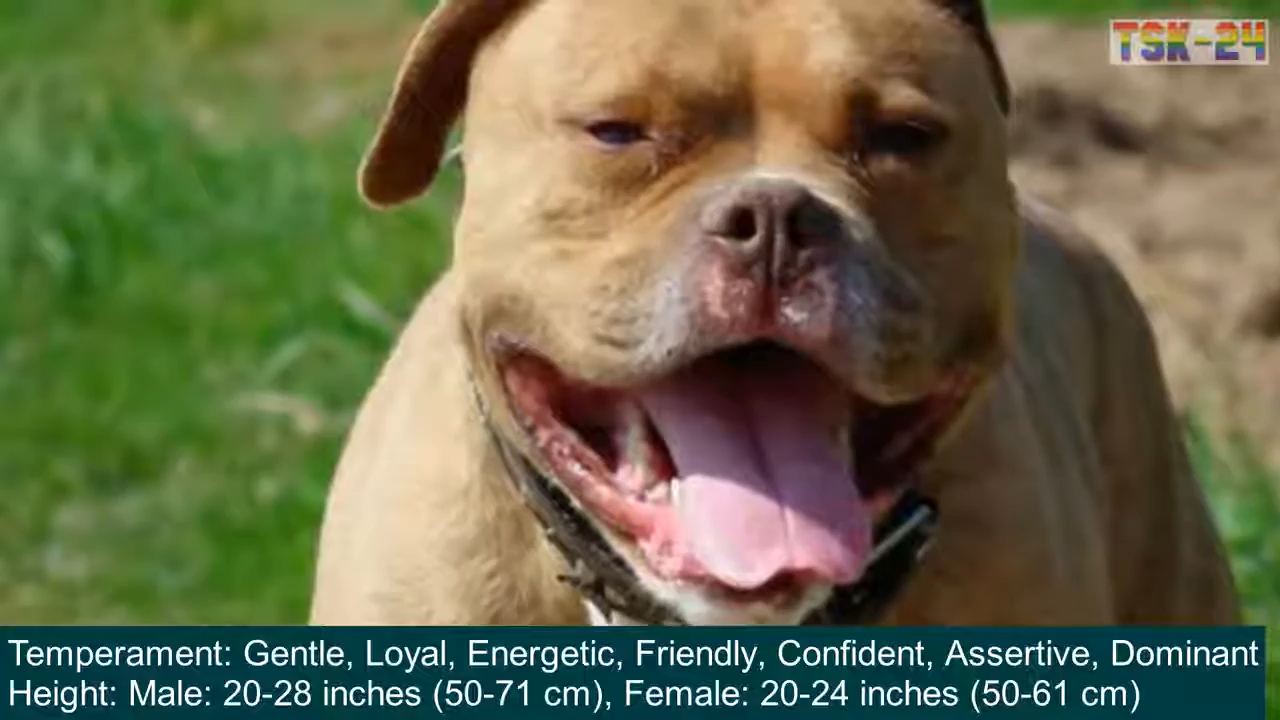 TSK-24
Temperament: Gentle, Loyal, Energetic, Friendly, Confident, Assertive, Dominant
Height: Male: 20-28 inches (50-71 cm), Female: 20-24 inches (50-61 cm)